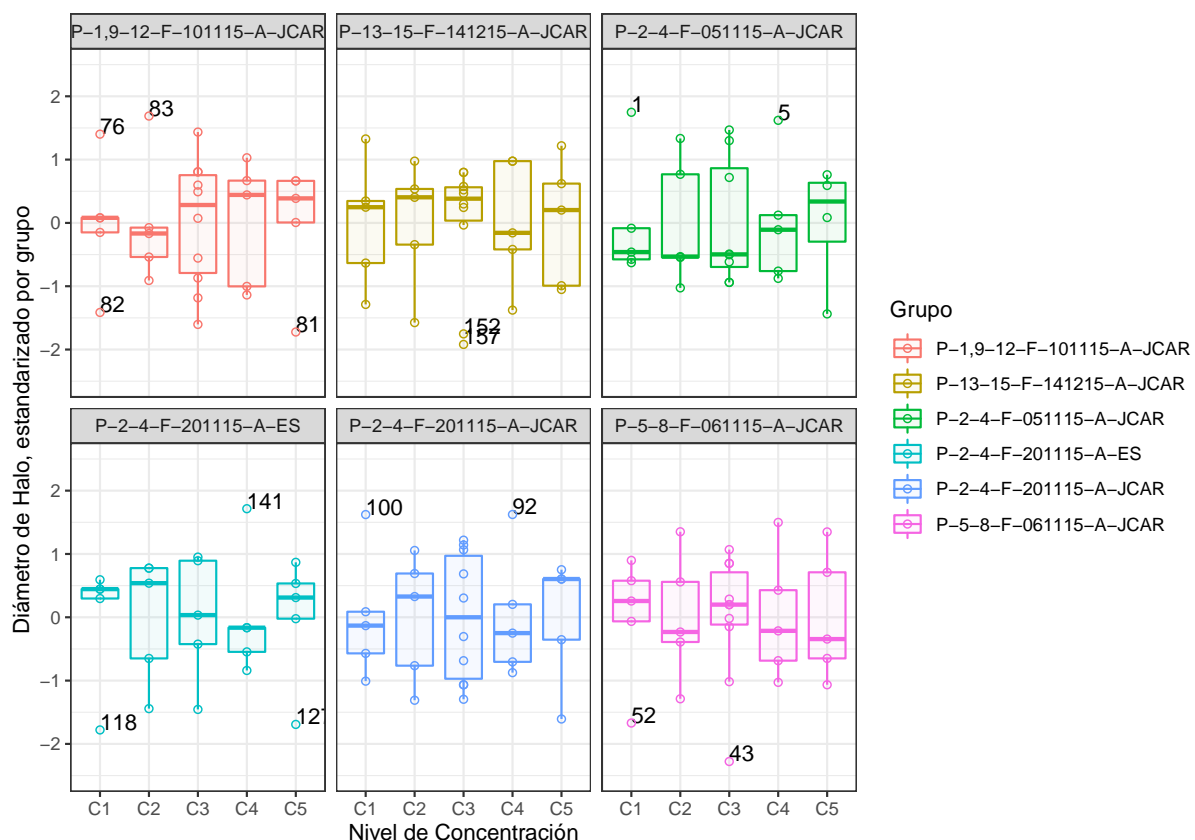 P−1,9−12−F−101115−A−JCAR P−13−15−F−141215−A−JCAR P−2−4−F−051115−A−JCAR
2
1
0
−1
−2
76
83
82
81
152
157
1
5
P−2−4−F−201115−A−ES P−2−4−F−201115−A−JCAR P−5−8−F−061115−A−JCAR
2
1
0
−1
−2
118
141
127
100
92
52
43
C1 C2 C3 C4 C5 C1 C2 C3 C4 C5 C1 C2 C3 C4 C5
Nivel de Concentración
Diámetro de Halo, estandarizado por grupo
Grupo
P−1,9−12−F−101115−A−JCAR
P−13−15−F−141215−A−JCAR
P−2−4−F−051115−A−JCAR
P−2−4−F−201115−A−ES
P−2−4−F−201115−A−JCAR
P−5−8−F−061115−A−JCAR